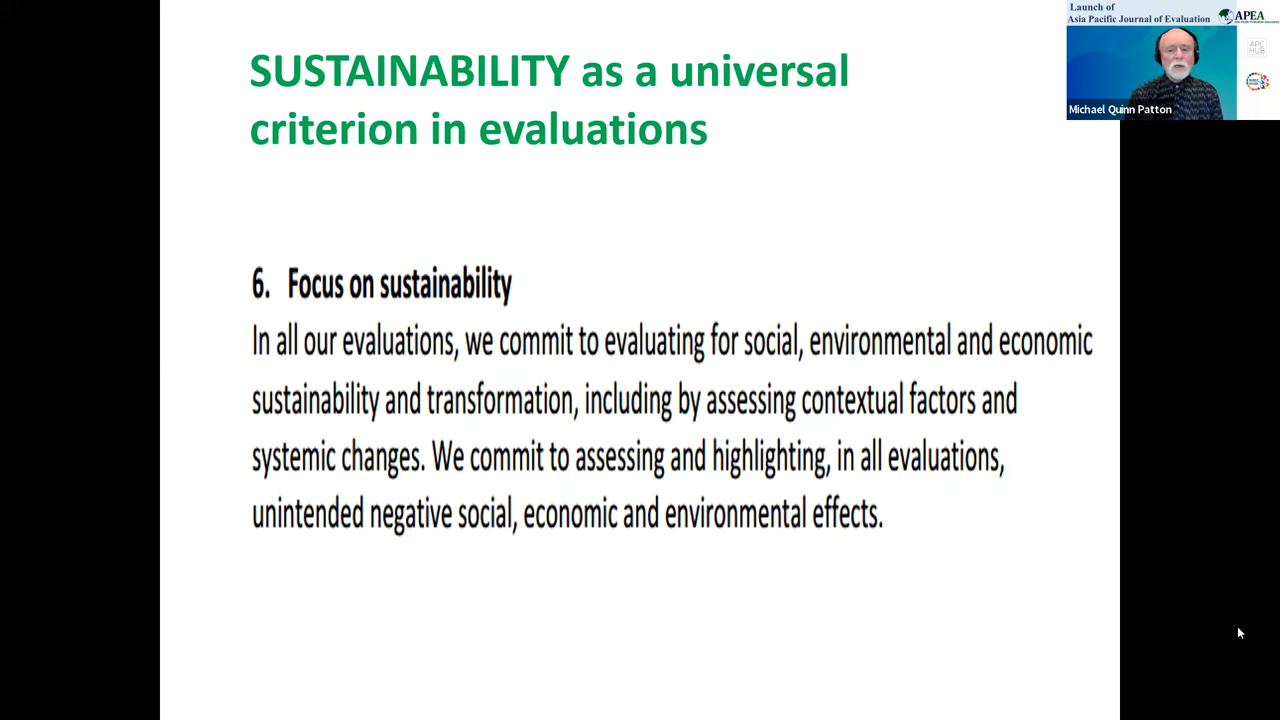 Launch of
Asia Pacific Journal of Evaluation
APEA
APC
HUB
Michael Quinn Patton
SUSTAINABILITY as a universal
criterion in evaluations
6. Focus on sustainability
In all our evaluations, we commit to evaluating for social, environmental and economic
sustainability and transformation, including by assessing contextual factors and
systemic changes. We commit to assessing and highlighting, in all evaluations,
unintended negative social, economic and environmental effects.